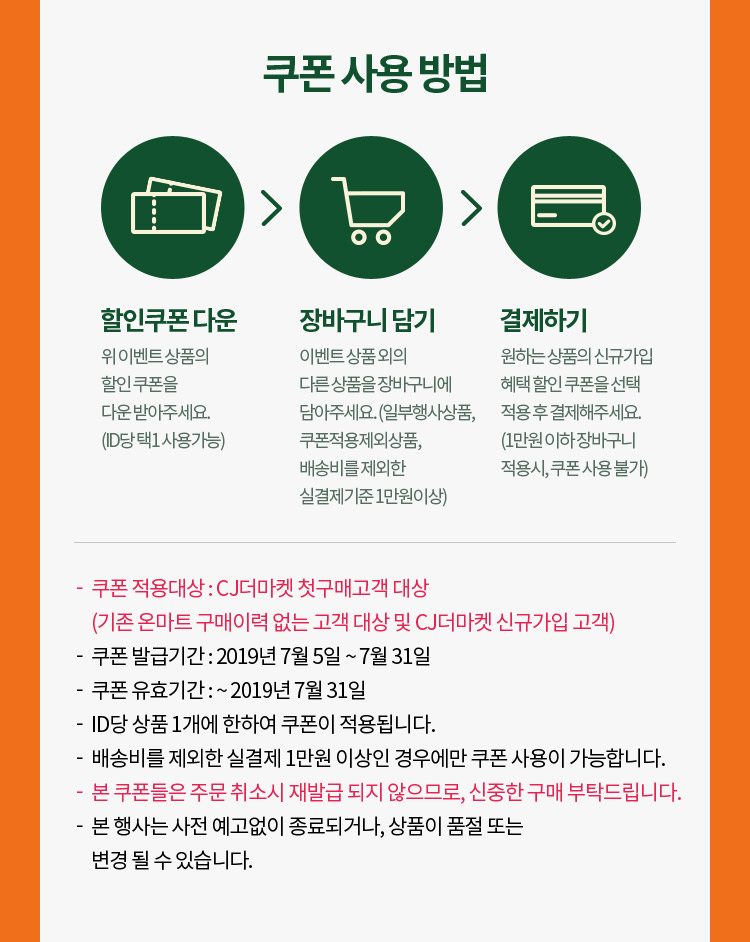 쿠폰 사용 방법
할인쿠폰 다운
위 이벤트 상품의
할인 쿠폰을
다운 받아주세요.
(ID당 택1 사용가능)
장바구니 담기
이벤트 상품 외의
다른 상품을 장바구니에
담아주세요. (일부행사상품,
쿠폰적용제외상품,
배송비를 제외한
실결제기준 1만원이상)
결제하기
원하는 상품의 신규가입
혜택 할인 쿠폰을 선택
적용 후 결제해주세요.
(1만원 이하 장바구니
적용시, 쿠폰 사용 불가)
- 쿠폰 적용대상 : CJ더마켓 첫구매고객 대상
(기존 온마트 구매이력 없는 고객 대상 및 CJ더마켓 신규가입 고객)
- 쿠폰 발급기간 : 2019년 7월 5일 ~ 7월 31일
- 쿠폰 유효기간 : ~ 2019년 7월 31일
- ID당 상품 1개에 한하여 쿠폰이 적용됩니다.
- 배송비를 제외한 실결제 1만원 이상인 경우에만 쿠폰 사용이 가능합니다.
- 본 쿠폰들은 주문 취소시 재발급 되지 않으므로, 신중한 구매 부탁드립니다.
- 본 행사는 사전 예고없이 종료되거나, 상품이 품절 또는
변경 될 수 있습니다.